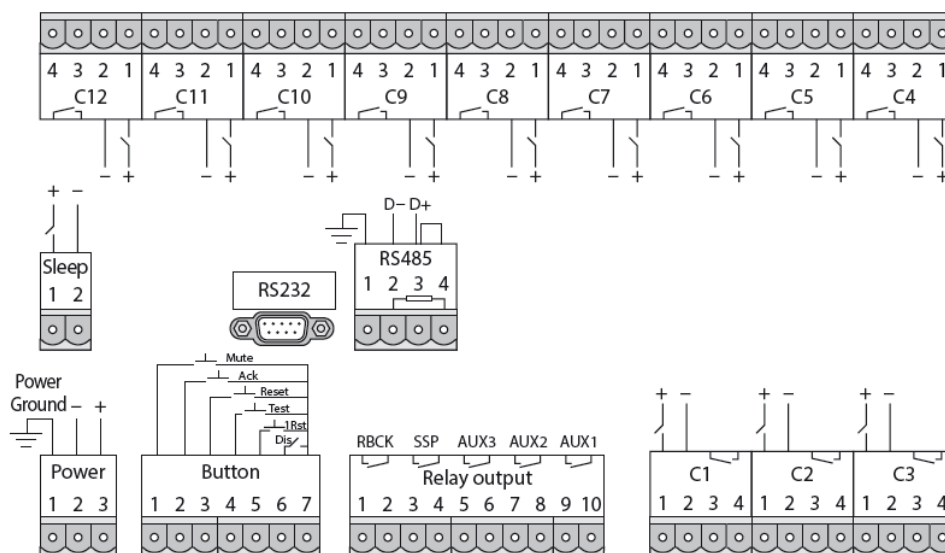 4 3 2 1 4 3 2 1 4 3 2 1 4 3 2 1 4 3 2 1 4 3 2 1 4 3 2 1 4 3 2 1 4 3 2 1
C12 C11 C10 C9 C8 C7 C6 C5 C4
− + − + − + − + − + − + − + − + − +
+ −
Sleep
1 2
RS232
D− D+
RS485
1 2 3 4
Power
Ground − +
Power
1 2 3
Mute
Ack
Reset
Test
1Rst
Dis
Button
1 2 3 4 5 6 7
RBCK SSP AUX3 AUX2 AUX1
Relay output
1 2 3 4 5 6 7 8 9 10
+ − + − + −
C1 C2 C3
1 2 3 4 1 2 3 4 1 2 3 4